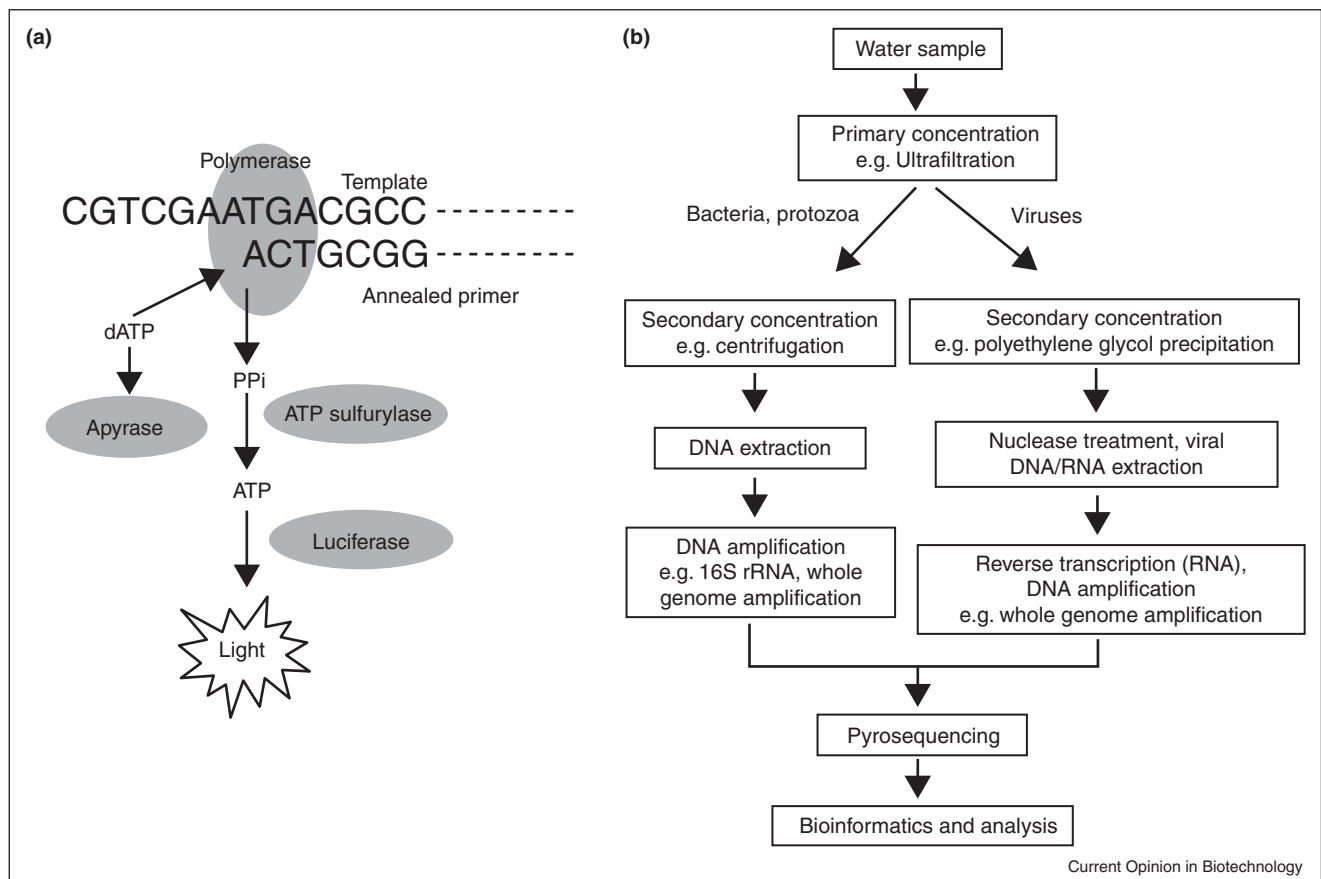 (a)
Polymerase
Template
CGTCGAATGACGCC
ACTGCGG
Annealed primer
dATP
PPi
Apyrase
ATP sulfurylase
ATP
Luciferase
Light
(b)
Water sample
Primary concentration
e.g. Ultrafiltration
Bacteria, protozoa
Viruses
Secondary concentration
e.g. centrifugation
Secondary concentration
e.g. polyethylene glycol precipitation
DNA extraction
Nuclease treatment, viral
DNA/RNA extraction
DNA amplification
e.g. 16S rRNA, whole
genome amplification
Reverse transcription (RNA),
DNA amplification
e.g. whole genome amplification
Pyrosequencing
Bioinformatics and analysis
Current Opinion in Biotechnology